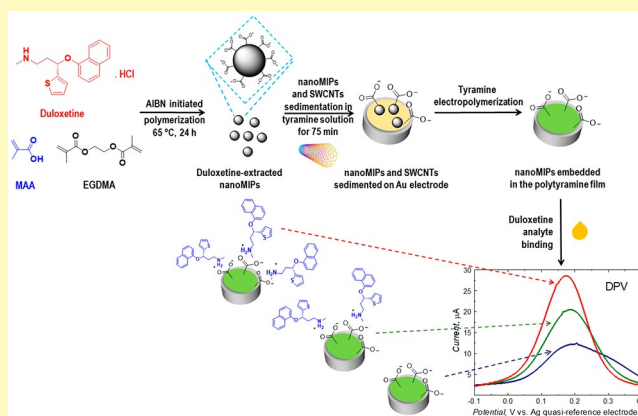 H
N
O
S
. HCl
Duloxetine
O
OH
MAA
O
O
O
O
EGDMA
AIBN initiated
polymerization
65 °C, 24 h
Duloxetine-extracted
nanoMIPs
nanoMIPs
and SWCNTs
sedimentation in
tyramine solution
for 75 min
nanoMIPs and SWCNTs
sedimented on Au electrode
Tyramine
electropolymerization
nanoMIPs embedded
in the polytyramine film
Duloxetine
analyte
binding
DPV
Current, µA
30
25
20
15
10
5
-0.1 0.0 0.1 0.2 0.3
Potential, V vs. Ag quasi-reference electrode